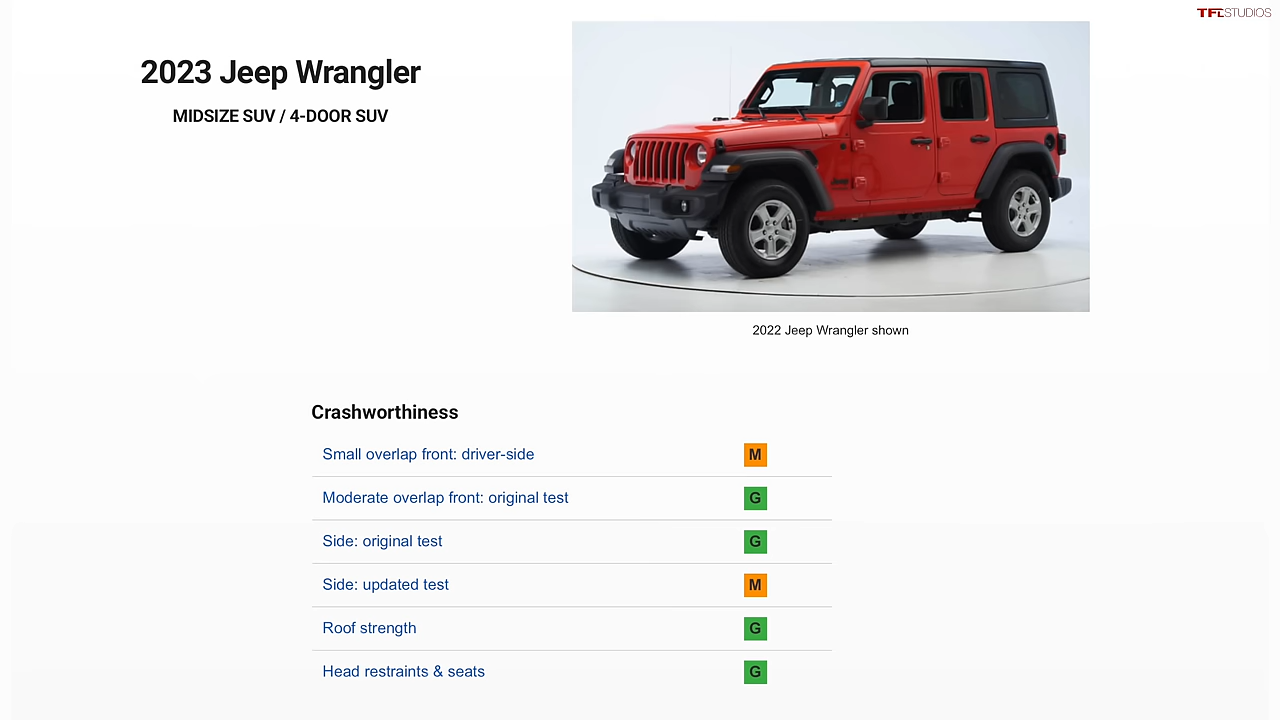 TFLSTUDIOS
2023 Jeep Wrangler
MIDSIZE SUV / 4-DOOR SUV
2022 Jeep Wrangler shown
Crashworthiness
Small overlap front: driver-side M
Moderate overlap front: original test G
Side: original test G
Side: updated test M
Roof strength G
Head restraints & seats G